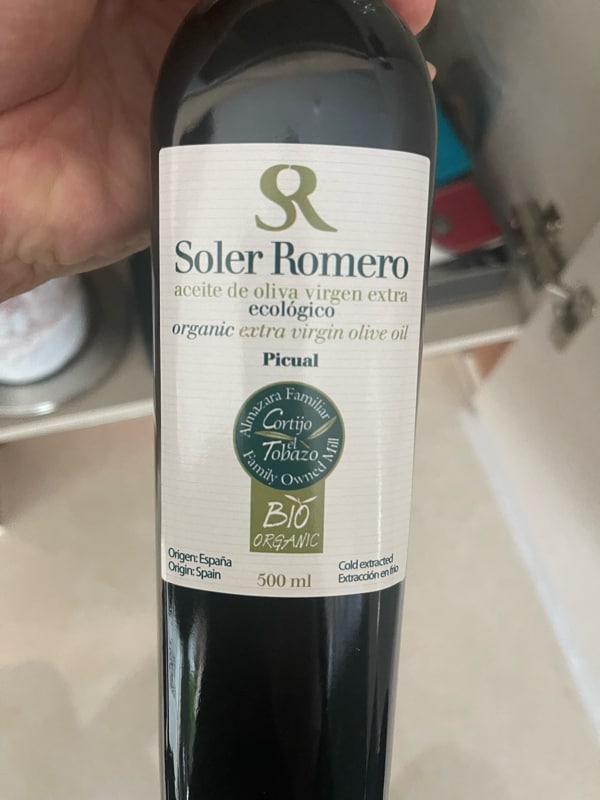 SR
Soler Romero
aceite de oliva virgen extra
ecológico
organic extra virgin olive oil
Picual
Almazara Familiar
Cortijo
el
Tobazo
Family Owned Mill
BIO
ORGANIC
Origen: España
Origin: Spain
500 ml
Cold extracted
Extracción en frío